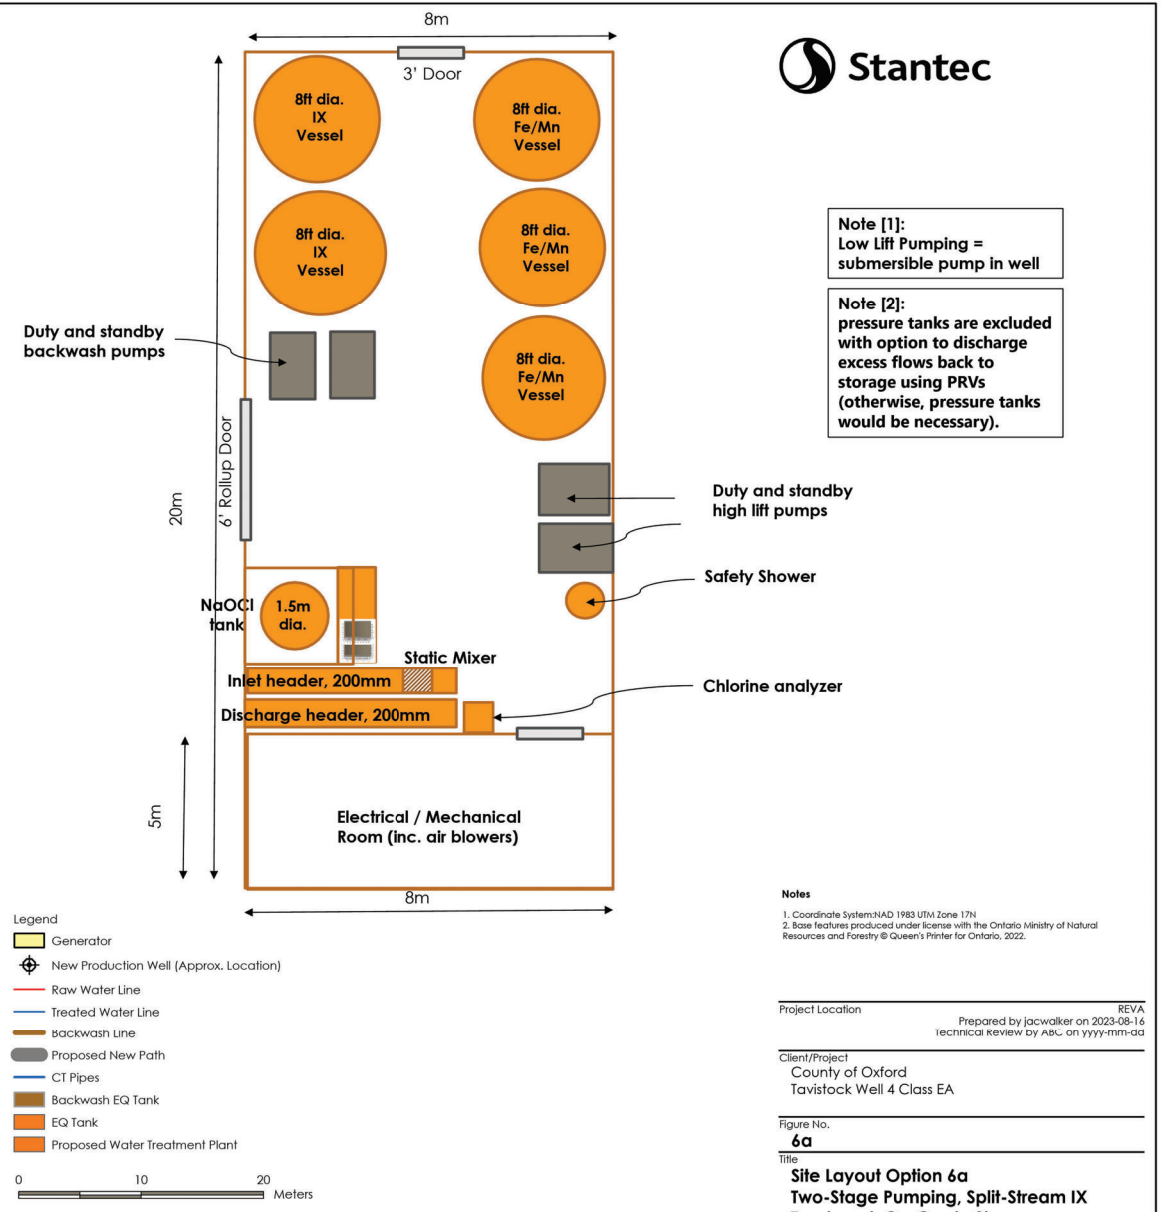 8m
3' Door
Stantec
8ft dia.
IX
Vessel
8ft dia.
Fe/Mn
Vessel
8ft dia.
IX
Vessel
8ft dia.
Fe/Mn
Vessel
8ft dia.
Fe/Mn
Vessel
Note [1]:
Low Lift Pumping =
submersible pump in well
Note [2]:
pressure tanks are excluded
with option to discharge
excess flows back to
storage using PRVs
(otherwise, pressure tanks
would be necessary).
Duty and standby
backwash pumps
6' Rollup Door
20m
Duty and standby
high lift pumps
Safety Shower
NaOCl
tank
1.5m
dia.
Static Mixer
Inlet header, 200mm
Discharge header, 200mm
Chlorine analyzer
5m
Electrical / Mechanical
Room (inc. air blowers)
8m
Legend
Generator
New Production Well (Approx. Location)
Raw Water Line
Treated Water Line
Backwash Line
Proposed New Path
CT Pipes
Backwash EQ Tank
EQ Tank
Proposed Water Treatment Plant
0 10 20
Meters
Notes
1. Coordinate System:NAD 1983 UTM Zone 17N
2. Base features produced under license with the Ontario Ministry of Natural
Resources and Forestry © Queen's Printer for Ontario, 2022.
Project Location REVA
Prepared by jacwalker on 2023-08-16
Technical Review by ABC on yyyy-mm-dd
Client/Project
County of Oxford
Tavistock Well 4 Class EA
Figure No.
6a
Title
Site Layout Option 6a
Two-Stage Pumping, Split-Stream IX